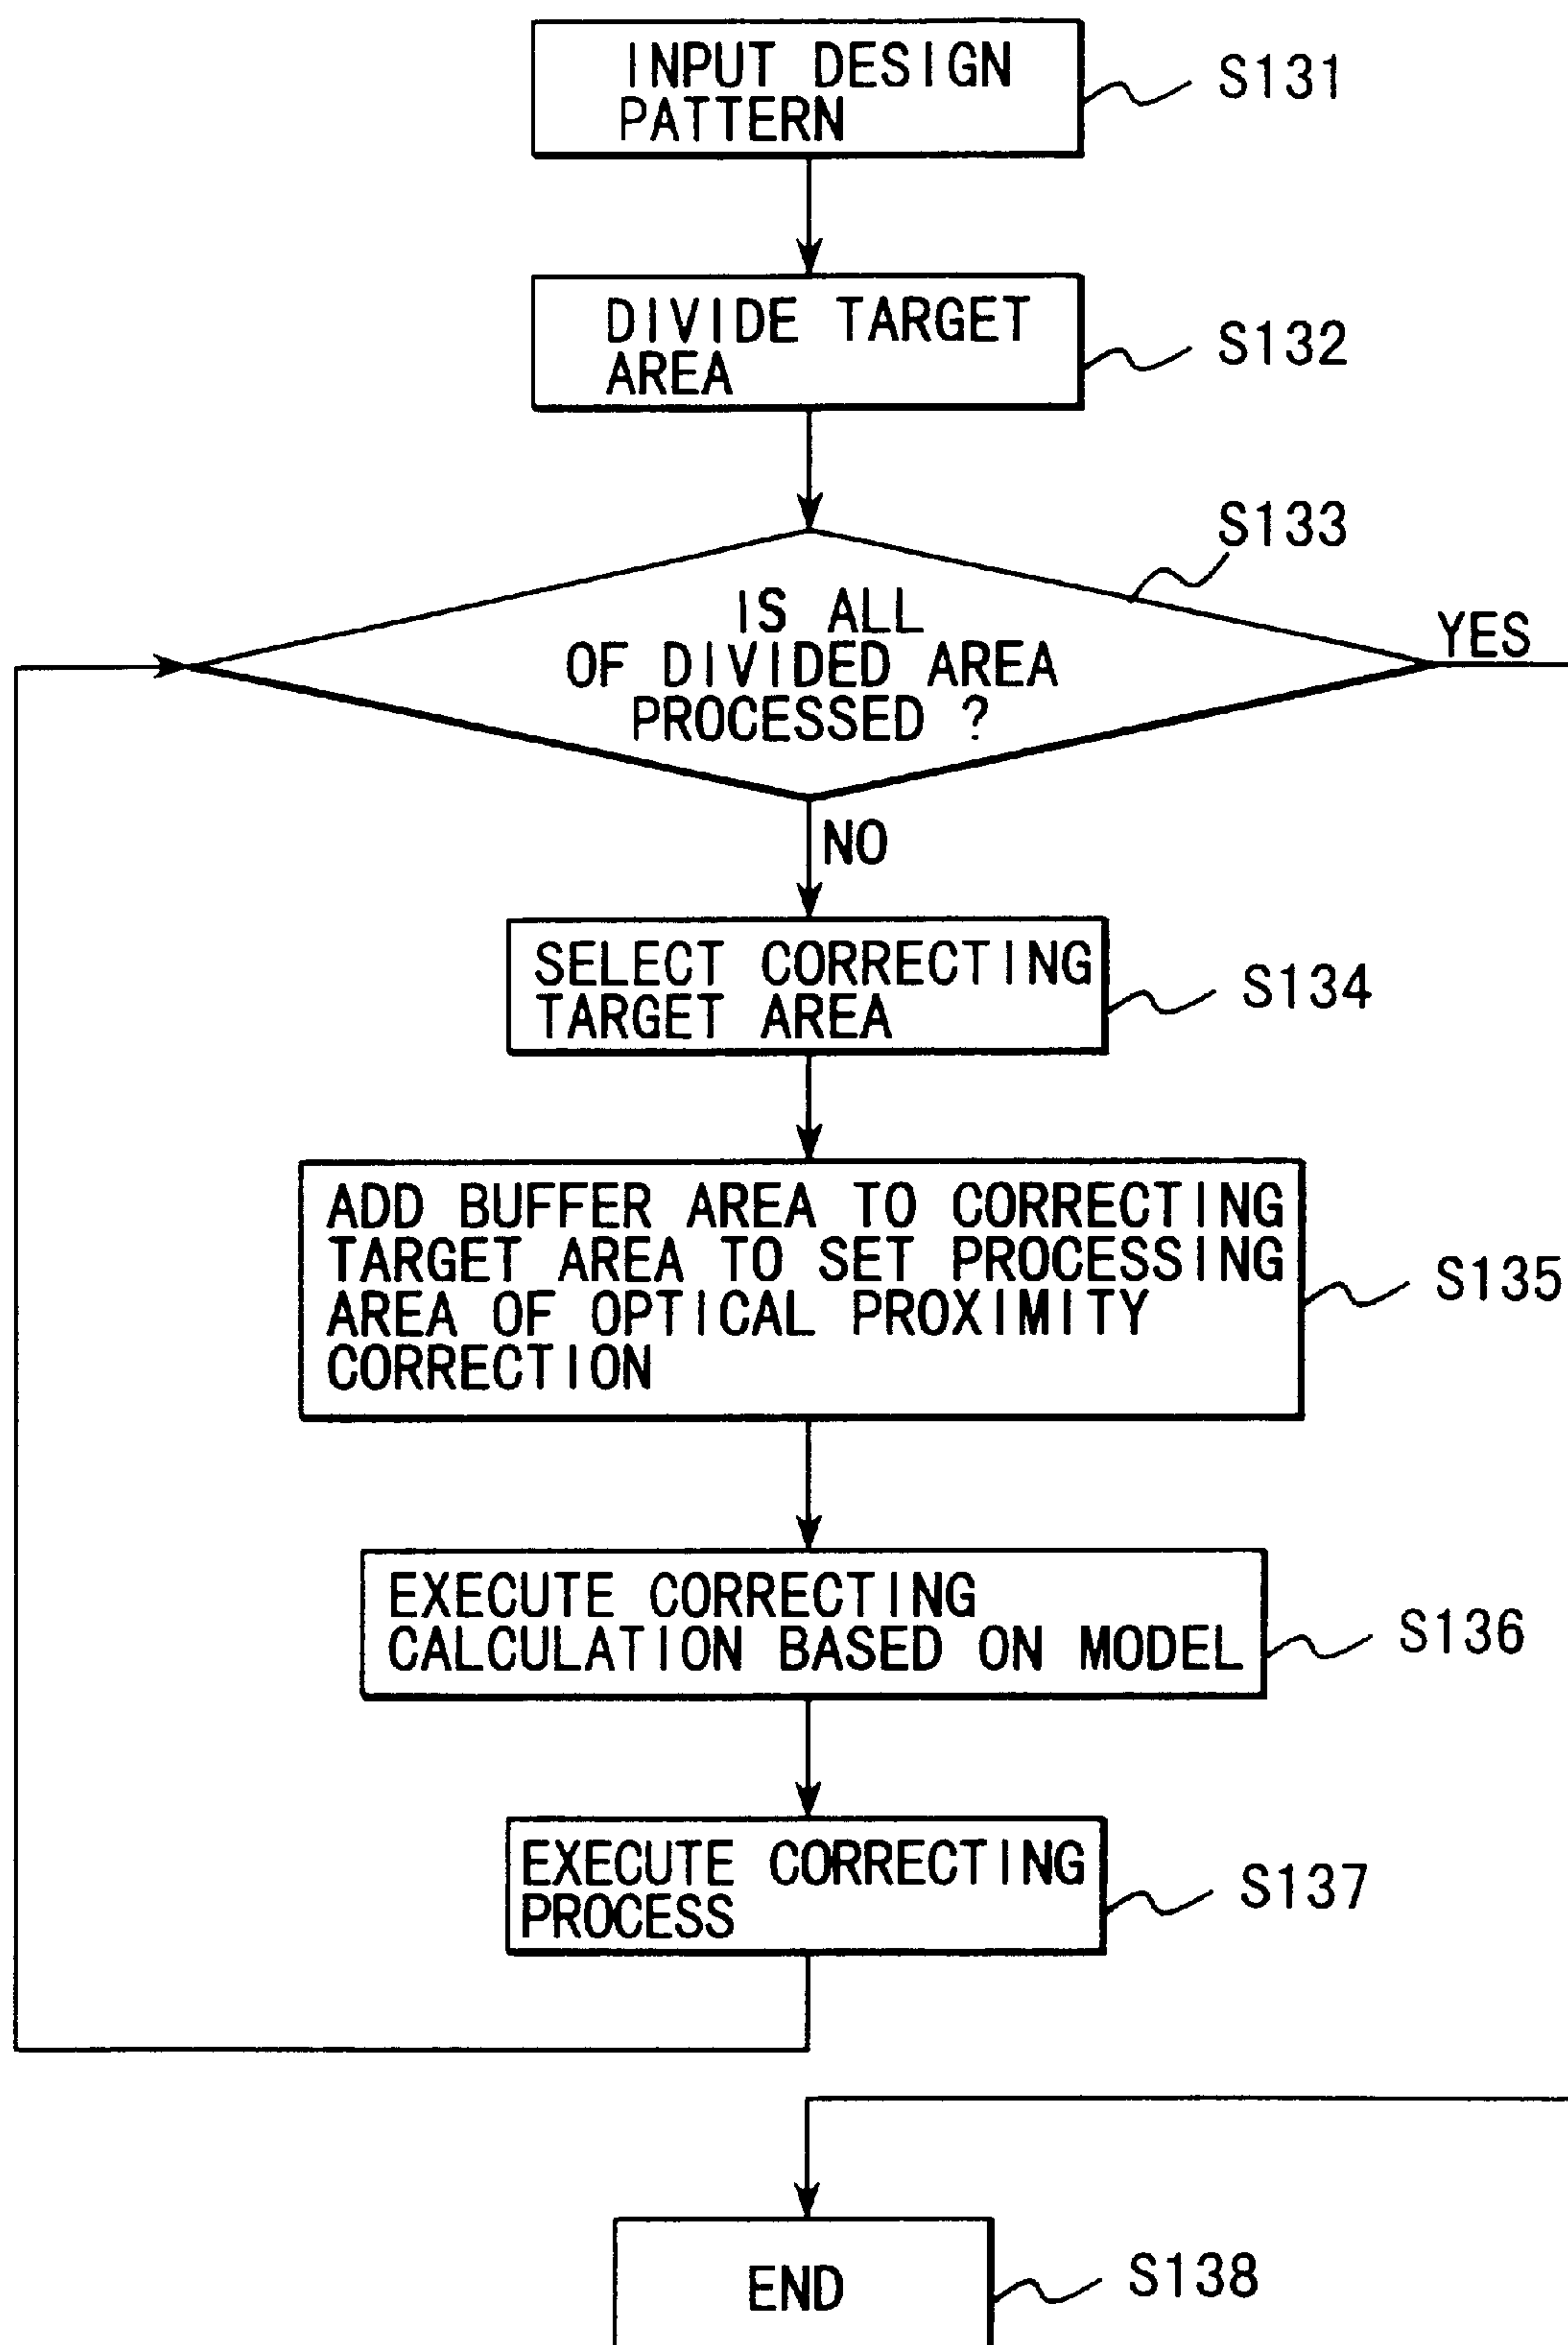 INPUT DESIGN
PATTERN
S131
DIVIDE TARGET
AREA
S132
S133
IS ALL
OF DIVIDED AREA
PROCESSED ?
YES
NO
SELECT CORRECTING
TARGET AREA
S134
ADD BUFFER AREA TO CORRECTING
TARGET AREA TO SET PROCESSING
AREA OF OPTICAL PROXIMITY
CORRECTION
S135
EXECUTE CORRECTING
CALCULATION BASED ON MODEL
S136
EXECUTE CORRECTING
PROCESS
S137
END
S138